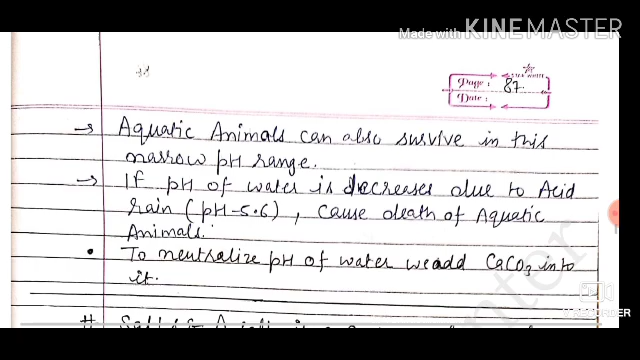 Made with KINEMASTER
Page: 87
Date:
→ Aquatic Animals can also survive in this
narrow pH range.
→ If pH of water is decreases due to Acid
rain (pH-5.6), cause death of Aquatic
Animals.
• To neutralize pH of water we add CaCO3 into
it.